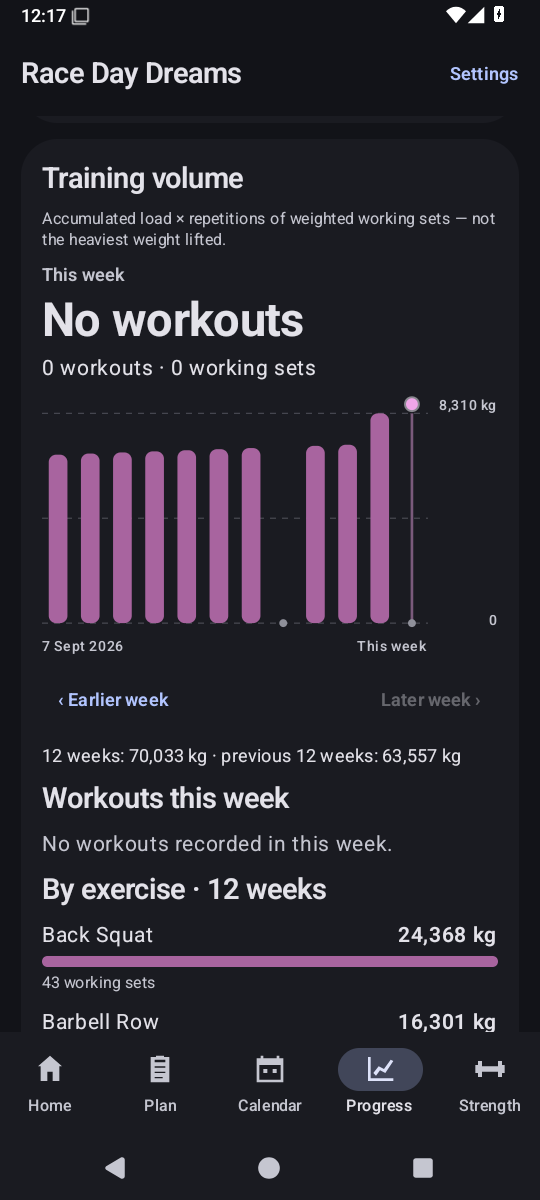 12:17
Race Day Dreams
Settings
Training volume
Accumulated load × repetitions of weighted working sets — not
the heaviest weight lifted.
This week
No workouts
0 workouts · 0 working sets
8,310 kg
0
7 Sept 2026
This week
‹ Earlier week
Later week ›
12 weeks: 70,033 kg · previous 12 weeks: 63,557 kg
Workouts this week
No workouts recorded in this week.
By exercise · 12 weeks
Back Squat
24,368 kg
43 working sets
Barbell Row
16,301 kg
Home
Plan
Calendar
Progress
Strength